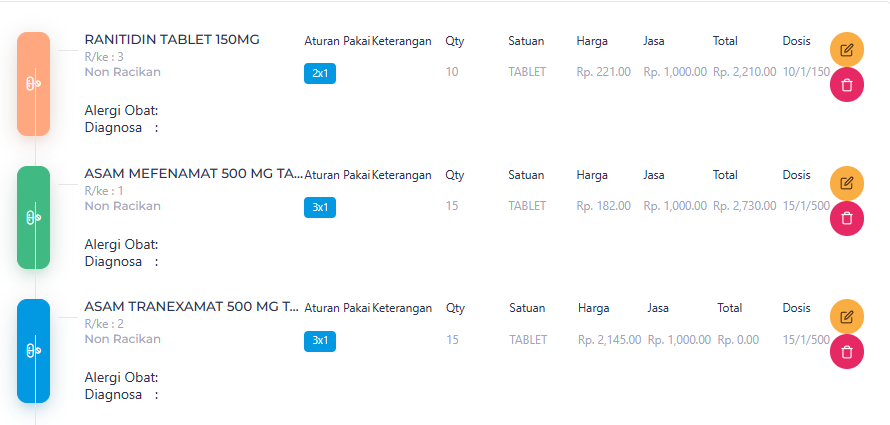 RANITIDIN TABLET 150MG Aturan Pakai Keterangan Qty Satuan Harga Jasa Total Dosis
R/ke : 3
Non Racikan 2x1 10 TABLET Rp. 221.00 Rp. 1,000.00 Rp. 2,210.00 10/1/150
Alergi Obat:
Diagnosa :
ASAM MEFENAMAT 500 MG TA... Aturan Pakai Keterangan Qty Satuan Harga Jasa Total Dosis
R/ke : 1
Non Racikan 3x1 15 TABLET Rp. 182.00 Rp. 1,000.00 Rp. 2,730.00 15/1/500
Alergi Obat:
Diagnosa :
ASAM TRANEXAMAT 500 MG T... Aturan Pakai Keterangan Qty Satuan Harga Jasa Total Dosis
R/ke : 2
Non Racikan 3x1 15 TABLET Rp. 2,145.00 Rp. 1,000.00 Rp. 0.00 15/1/500
Alergi Obat:
Diagnosa :